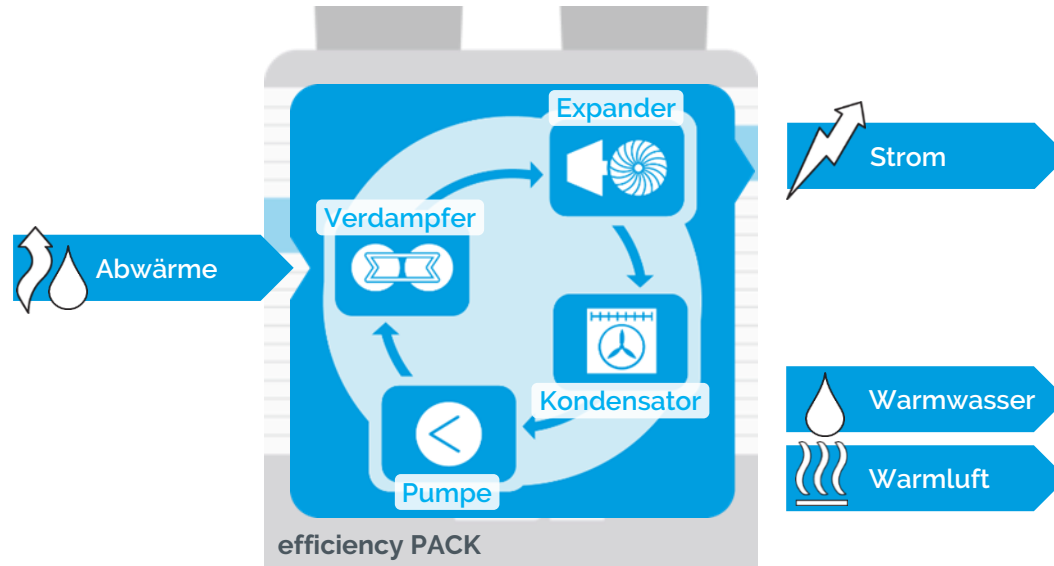 Expander
Strom
Verdampfer
Abwärme
Kondensator
Warmwasser
Warmluft
Pumpe
efficiency PACK